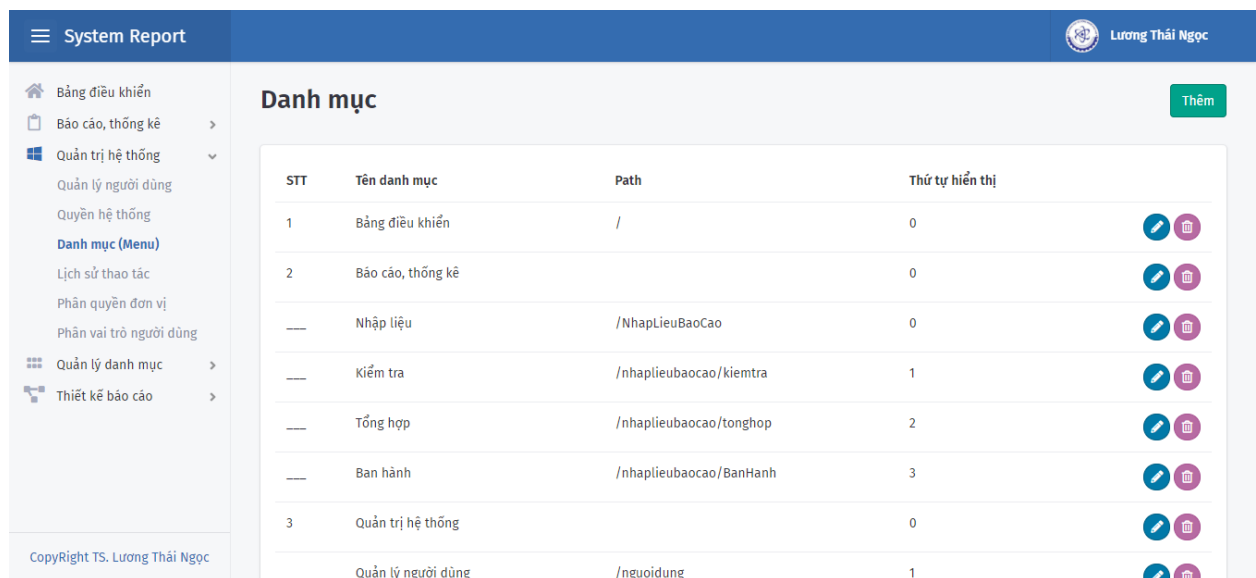 System Report
Lương Thái Ngọc
Bảng điều khiển
Báo cáo, thống kê
Quản trị hệ thống
Quản lý người dùng
Quyền hệ thống
Danh mục (Menu)
Lịch sử thao tác
Phân quyền đơn vị
Phân vai trò người dùng
Quản lý danh mục
Thiết kế báo cáo
CopyRight TS. Lương Thái Ngọc
Danh mục
Thêm
STT Tên danh mục Path Thứ tự hiển thị
1 Bảng điều khiển / 0
2 Báo cáo, thống kê 0
___ Nhập liệu /NhapLieuBaoCao 0
___ Kiểm tra /nhaplieubaocao/kiemtra 1
___ Tổng hợp /nhaplieubaocao/tonghop 2
___ Ban hành /nhaplieubaocao/BanHanh 3
3 Quản trị hệ thống 0
Quản lý người dùng /nguoidung 1